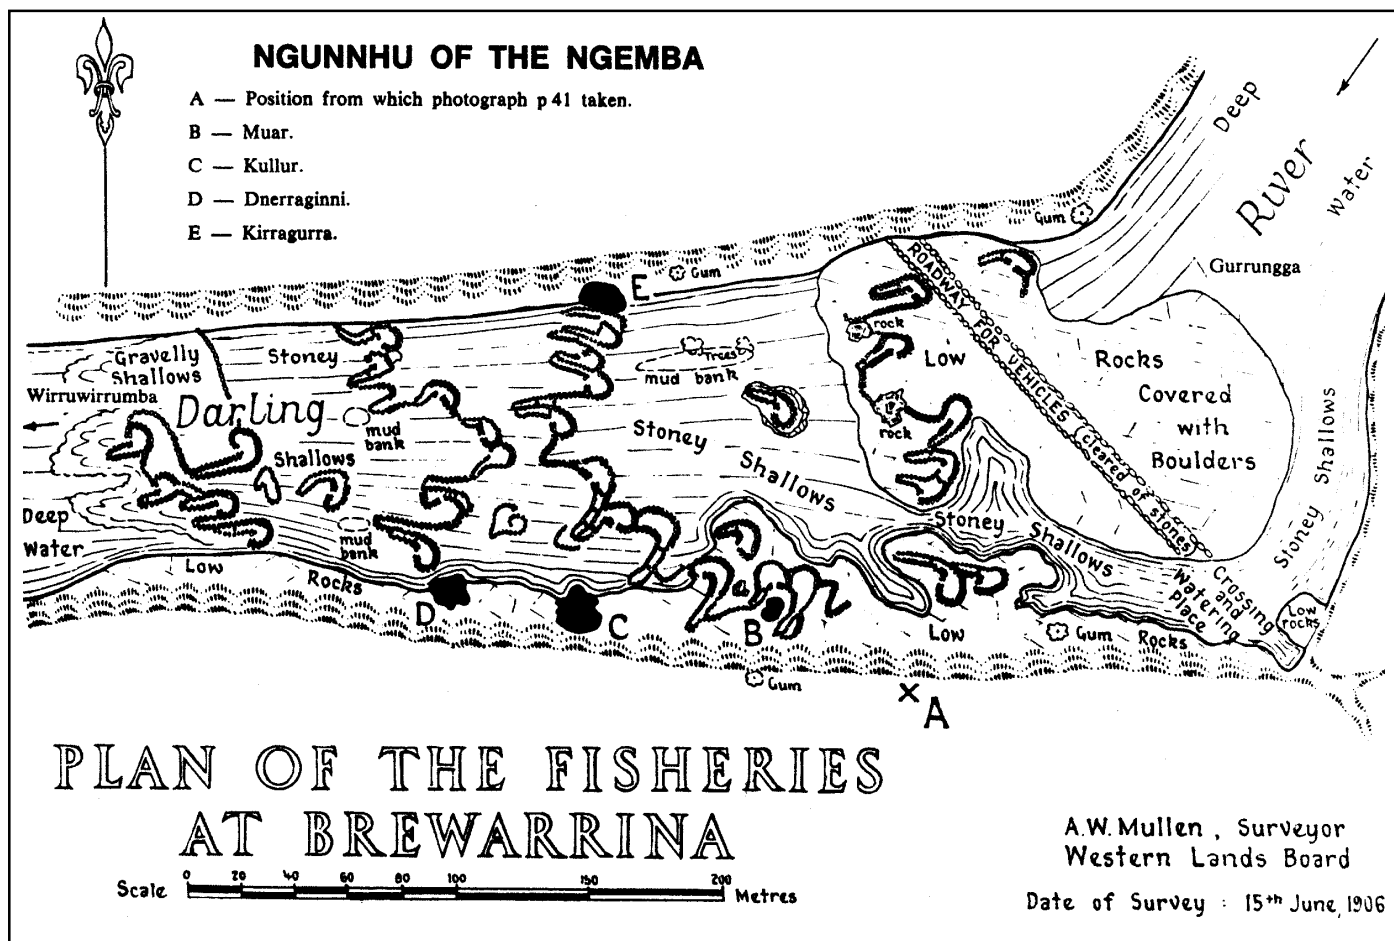 NGUNNHU OF THE NGEMBA
A — Position from which photograph p 41 taken.
B — Muar.
C — Kullur.
D — Dnerraginni.
E — Kirragurra.
Deep
River
Water
Gurrungga
Gum
Gum
E
ROADWAY FOR VEHICLES cleared of stones
rock
Low
Rocks
Covered
with
Boulders
Trees
mud bank
Gravelly
Shallows
Stoney
Wirruwirrumba
Darling
mud
bank
rock
Stoney
Shallows
Stoney Shallows
Shallows
Deep
Water
mud
bank
Stoney
Shallows
Low
Rocks
D
C
B
Low
Gum
Rocks
Crossing
and
Watering
place
Low
rocks
Gum
A
PLAN OF THE FISHERIES
AT BREWARRINA
Scale 0 20 40 60 80 100 150 200 Metres
A.W. Mullen , Surveyor
Western Lands Board
Date of Survey : 15th June, 1906